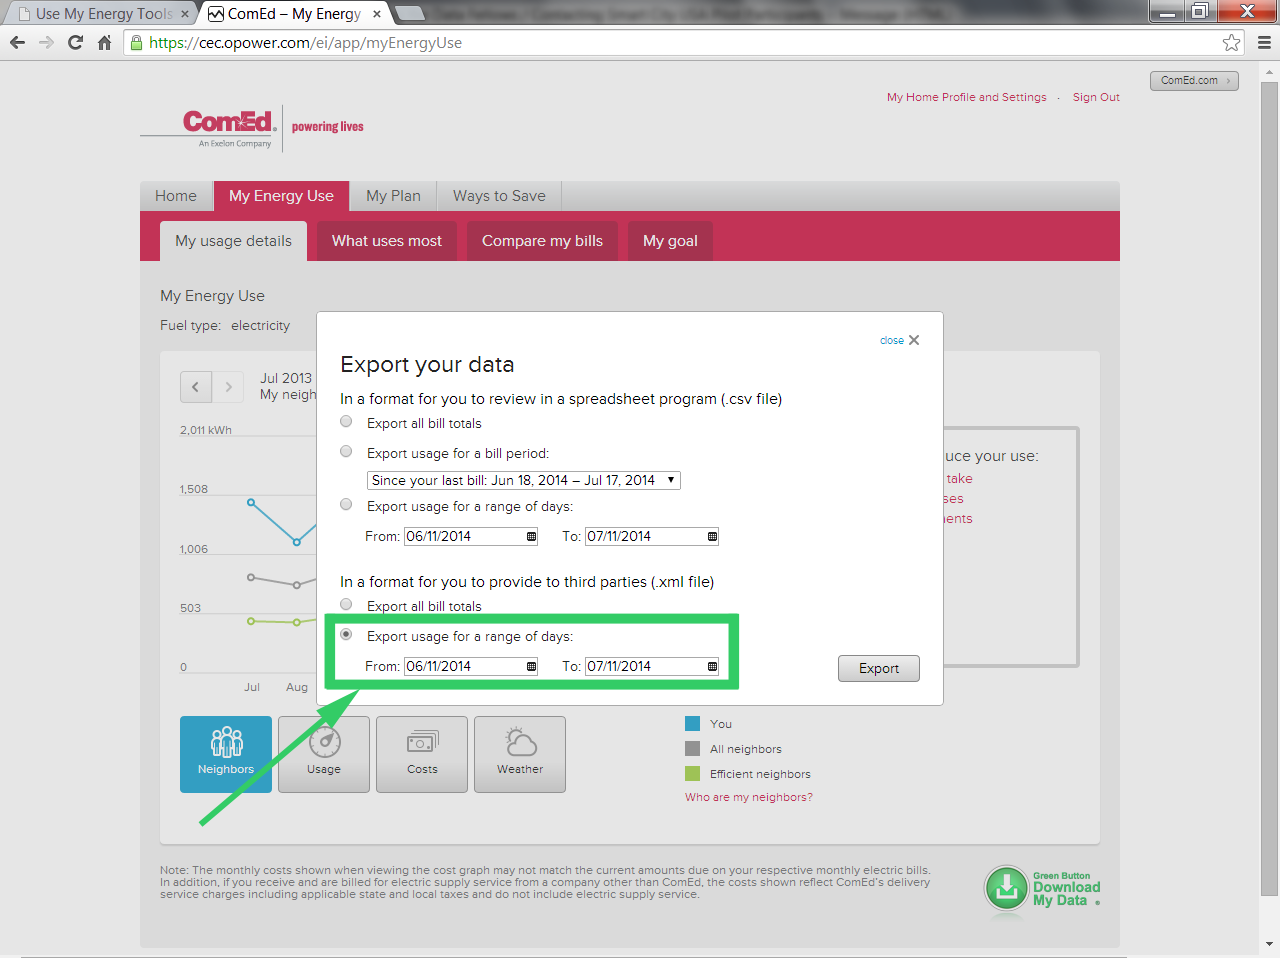 Use My Energy Tools
ComEd – My Energy
https://cec.opower.com/ei/app/myEnergyUse
ComEd.com ›
My Home Profile and Settings · Sign Out
ComEd.
An Exelon Company
powering lives
Home My Energy Use My Plan Ways to Save
My usage details What uses most Compare my bills My goal
My Energy Use
Fuel type: electricity
close
Export your data
Jul 2013
My neigh
In a format for you to review in a spreadsheet program (.csv file)
Export all bill totals
2,011 kWh
Export usage for a bill period:
uce your use:
Since your last bill: Jun 18, 2014 – Jul 17, 2014
take
1,508
ses
Export usage for a range of days:
ments
From: 06/11/2014 To: 07/11/2014
1,006
In a format for you to provide to third parties (.xml file)
Export all bill totals
503
Export usage for a range of days:
From: 06/11/2014 To: 07/11/2014
0
Export
Jul Aug
Neighbors Usage Costs Weather
You
All neighbors
Efficient neighbors
Who are my neighbors?
Note: The monthly costs shown when viewing the cost graph may not match the current amounts due on your respective monthly electric bills.
In addition, if you receive and are billed for electric supply service from a company other than ComEd, the costs shown reflect ComEd's delivery
service charges including applicable state and local taxes and do not include electric supply service.
Green Button
Download
My Data